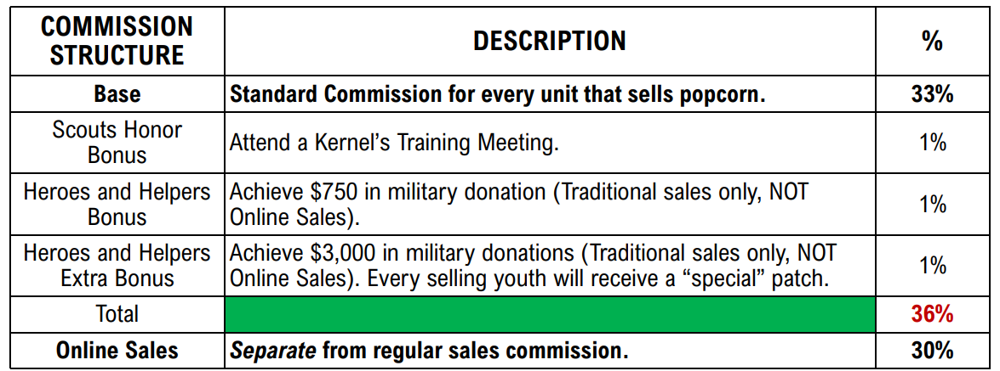 COMMISSION
STRUCTURE
DESCRIPTION
%
Base
Standard Commission for every unit that sells popcorn.
33%
Scouts Honor
Bonus
Attend a Kernel’s Training Meeting.
1%
Heroes and Helpers
Bonus
Achieve $750 in military donation (Traditional sales only, NOT
Online Sales).
1%
Heroes and Helpers
Extra Bonus
Achieve $3,000 in military donations (Traditional sales only, NOT
Online Sales). Every selling youth will receive a “special” patch.
1%
Total
36%
Online Sales
Separate from regular sales commission.
30%